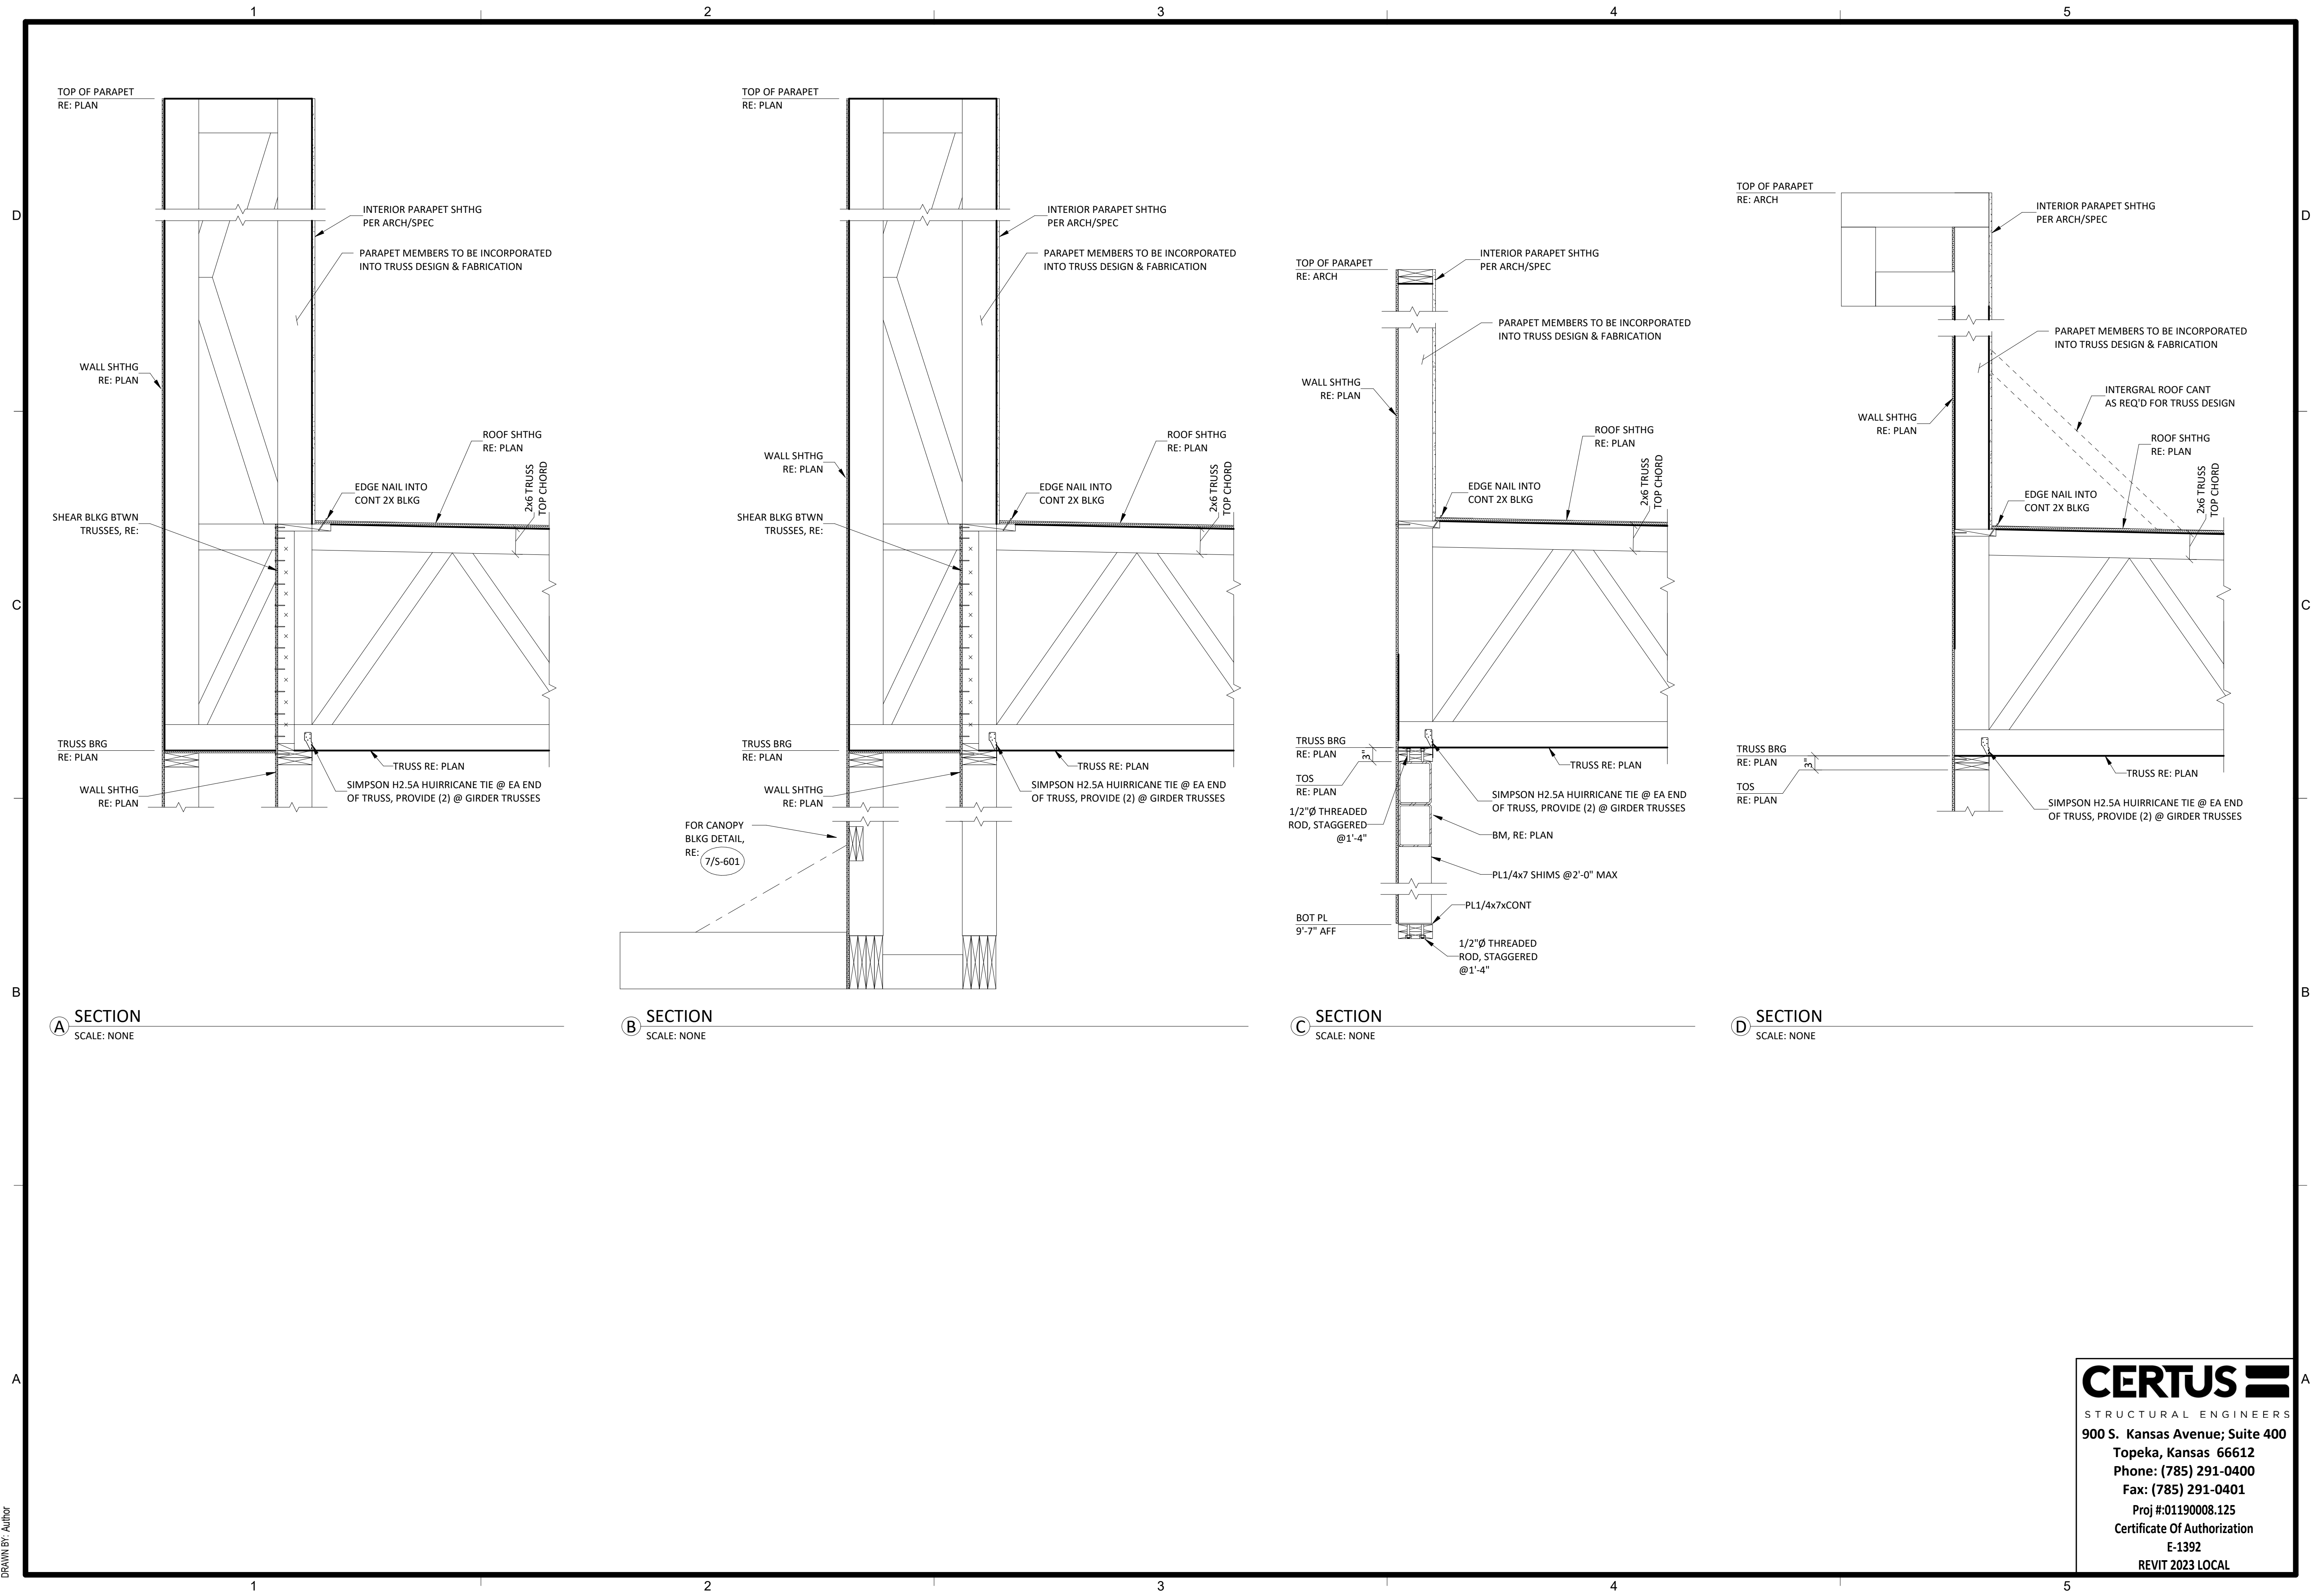 1
2
3
4
5
D
D
C
C
B
B
A
A
TOP OF PARAPET
RE: PLAN
INTERIOR PARAPET SHTHG
PER ARCH/SPEC
PARAPET MEMBERS TO BE INCORPORATED
INTO TRUSS DESIGN & FABRICATION
WALL SHTHG
RE: PLAN
ROOF SHTHG
RE: PLAN
2x6 TRUSS
TOP CHORD
EDGE NAIL INTO
CONT 2X BLKG
SHEAR BLKG BTWN
TRUSSES, RE:
TRUSS BRG
RE: PLAN
TRUSS RE: PLAN
WALL SHTHG
RE: PLAN
SIMPSON H2.5A HUIRRICANE TIE @ EA END
OF TRUSS, PROVIDE (2) @ GIRDER TRUSSES
A
SECTION
SCALE: NONE
TOP OF PARAPET
RE: PLAN
INTERIOR PARAPET SHTHG
PER ARCH/SPEC
PARAPET MEMBERS TO BE INCORPORATED
INTO TRUSS DESIGN & FABRICATION
WALL SHTHG
RE: PLAN
ROOF SHTHG
RE: PLAN
2x6 TRUSS
TOP CHORD
EDGE NAIL INTO
CONT 2X BLKG
SHEAR BLKG BTWN
TRUSSES, RE:
TRUSS BRG
RE: PLAN
TRUSS RE: PLAN
WALL SHTHG
RE: PLAN
SIMPSON H2.5A HUIRRICANE TIE @ EA END
OF TRUSS, PROVIDE (2) @ GIRDER TRUSSES
FOR CANOPY
BLKG DETAIL,
RE:
7/S-601
B
SECTION
SCALE: NONE
TOP OF PARAPET
RE: ARCH
INTERIOR PARAPET SHTHG
PER ARCH/SPEC
PARAPET MEMBERS TO BE INCORPORATED
INTO TRUSS DESIGN & FABRICATION
WALL SHTHG
RE: PLAN
ROOF SHTHG
RE: PLAN
2x6 TRUSS
TOP CHORD
EDGE NAIL INTO
CONT 2X BLKG
TRUSS BRG
RE: PLAN
3"
TRUSS RE: PLAN
TOS
RE: PLAN
SIMPSON H2.5A HUIRRICANE TIE @ EA END
OF TRUSS, PROVIDE (2) @ GIRDER TRUSSES
1/2"Ø THREADED
ROD, STAGGERED
@1'-4"
BM, RE: PLAN
PL1/4x7 SHIMS @2'-0" MAX
PL1/4x7xCONT
BOT PL
9'-7" AFF
1/2"Ø THREADED
ROD, STAGGERED
@1'-4"
C
SECTION
SCALE: NONE
TOP OF PARAPET
RE: ARCH
INTERIOR PARAPET SHTHG
PER ARCH/SPEC
PARAPET MEMBERS TO BE INCORPORATED
INTO TRUSS DESIGN & FABRICATION
INTERGRAL ROOF CANT
AS REQ'D FOR TRUSS DESIGN
WALL SHTHG
RE: PLAN
ROOF SHTHG
RE: PLAN
2x6 TRUSS
TOP CHORD
EDGE NAIL INTO
CONT 2X BLKG
TRUSS BRG
RE: PLAN
3"
TRUSS RE: PLAN
TOS
RE: PLAN
SIMPSON H2.5A HUIRRICANE TIE @ EA END
OF TRUSS, PROVIDE (2) @ GIRDER TRUSSES
D
SECTION
SCALE: NONE
CERTUS
STRUCTURAL ENGINEERS
900 S. Kansas Avenue; Suite 400
Topeka, Kansas 66612
Phone: (785) 291-0400
Fax: (785) 291-0401
Proj #:01190008.125
Certificate Of Authorization
E-1392
REVIT 2023 LOCAL
DRAWN BY: Author
1
2
3
4
5